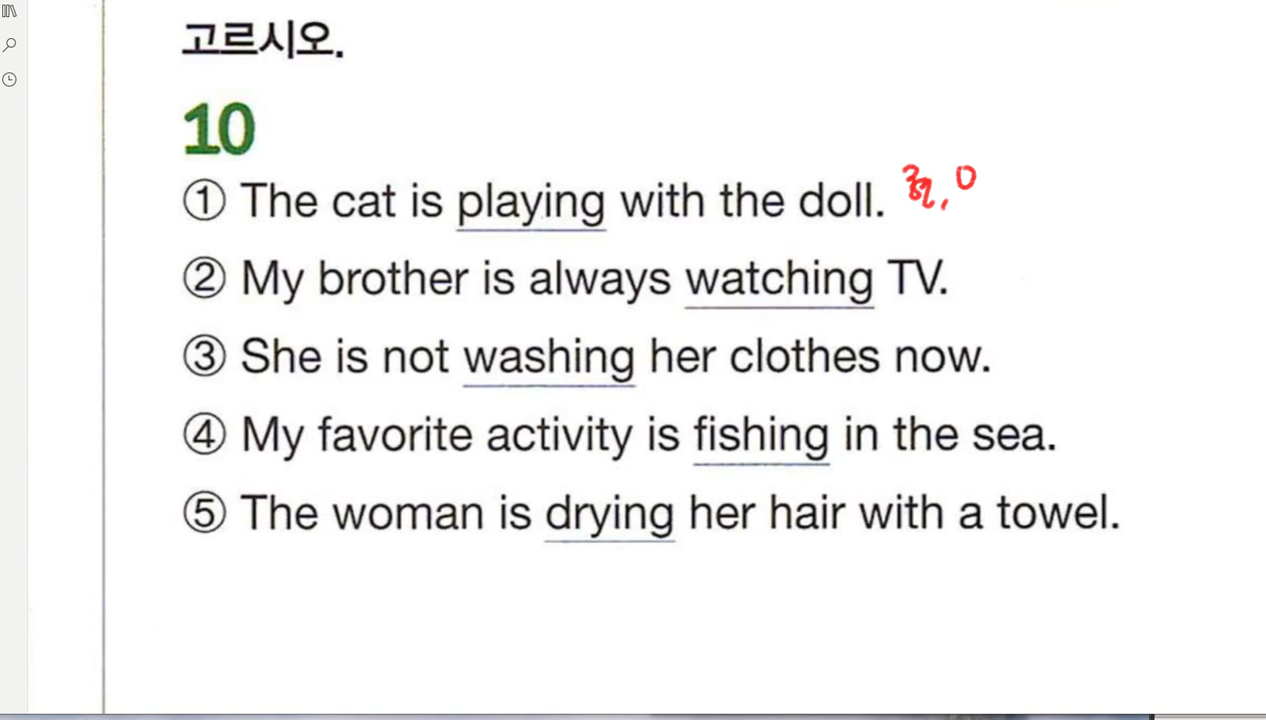 고르시오.
10
① The cat is playing with the doll. 현, 0
② My brother is always watching TV.
③ She is not washing her clothes now.
④ My favorite activity is fishing in the sea.
⑤ The woman is drying her hair with a towel.